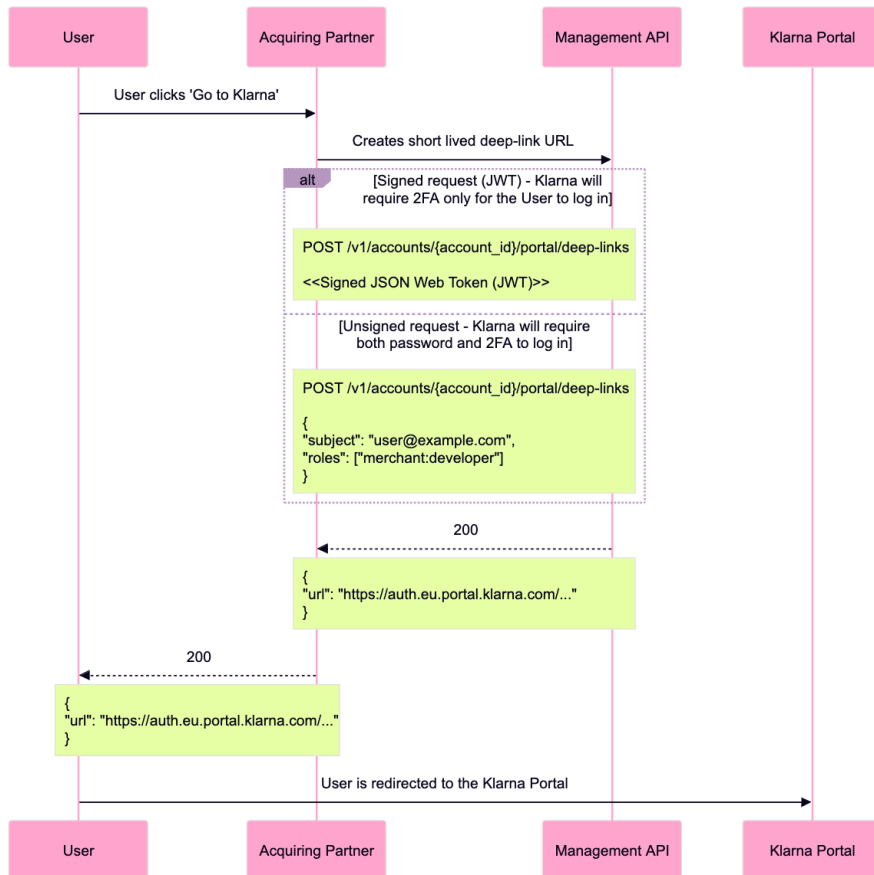 User
Acquiring Partner
Management API
Klarna Portal
User clicks 'Go to Klarna'
Creates short lived deep-link URL
alt
[Signed request (JWT) - Klarna will
require 2FA only for the User to log in]
POST /v1/accounts/{account_id}/portal/deep-links
<<Signed JSON Web Token (JWT)>>
[Unsigned request - Klarna will require
both password and 2FA to log in]
POST /v1/accounts/{account_id}/portal/deep-links
{
"subject": "user@example.com",
"roles": ["merchant:developer"]
}
200
{
"url": "https://auth.eu.portal.klarna.com/..."
}
200
{
"url": "https://auth.eu.portal.klarna.com/..."
}
User is redirected to the Klarna Portal
User
Acquiring Partner
Management API
Klarna Portal